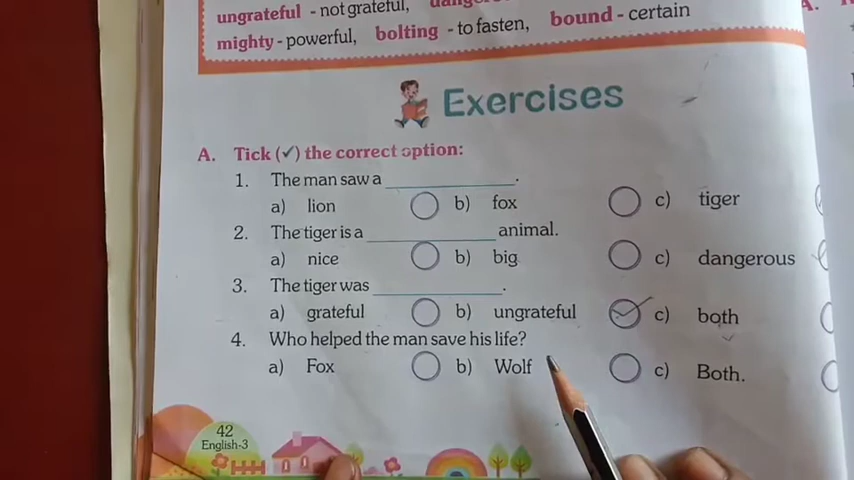 ungrateful - not grateful,
mighty - powerful, bolting - to fasten, bound - certain
Exercises
A. Tick (✓) the correct option:
1. The man saw a ____________.
a) lion b) fox c) tiger
2. The tiger is a ____________ animal.
a) nice b) big c) dangerous
3. The tiger was ____________.
a) grateful b) ungrateful c) both
4. Who helped the man save his life?
a) Fox b) Wolf c) Both.
42
English-3